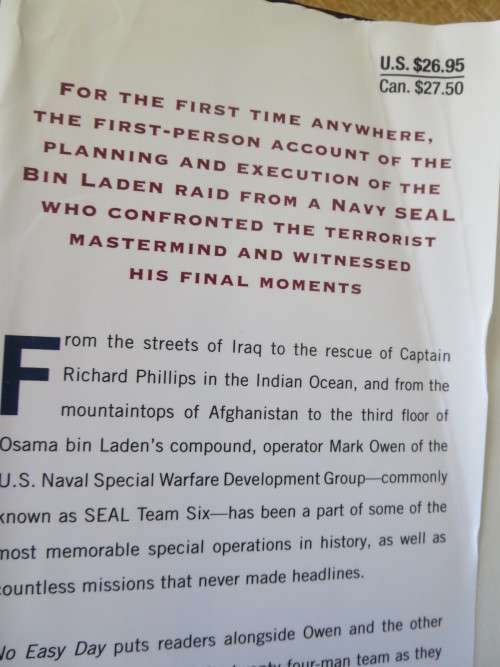 U.S. $26.95
Can. $27.50
FOR THE FIRST TIME ANYWHERE,
THE FIRST-PERSON ACCOUNT OF THE
PLANNING AND EXECUTION OF THE
BIN LADEN RAID FROM A NAVY SEAL
WHO CONFRONTED THE TERRORIST
MASTERMIND AND WITNESSED
HIS FINAL MOMENTS
From the streets of Iraq to the rescue of Captain
Richard Phillips in the Indian Ocean, and from the
mountaintops of Afghanistan to the third floor of
Osama bin Laden's compound, operator Mark Owen of the
U.S. Naval Special Warfare Development Group—commonly
known as SEAL Team Six—has been a part of some of the
most memorable special operations in history, as well as
countless missions that never made headlines.
No Easy Day puts readers alongside Owen and the other
four-man team as they